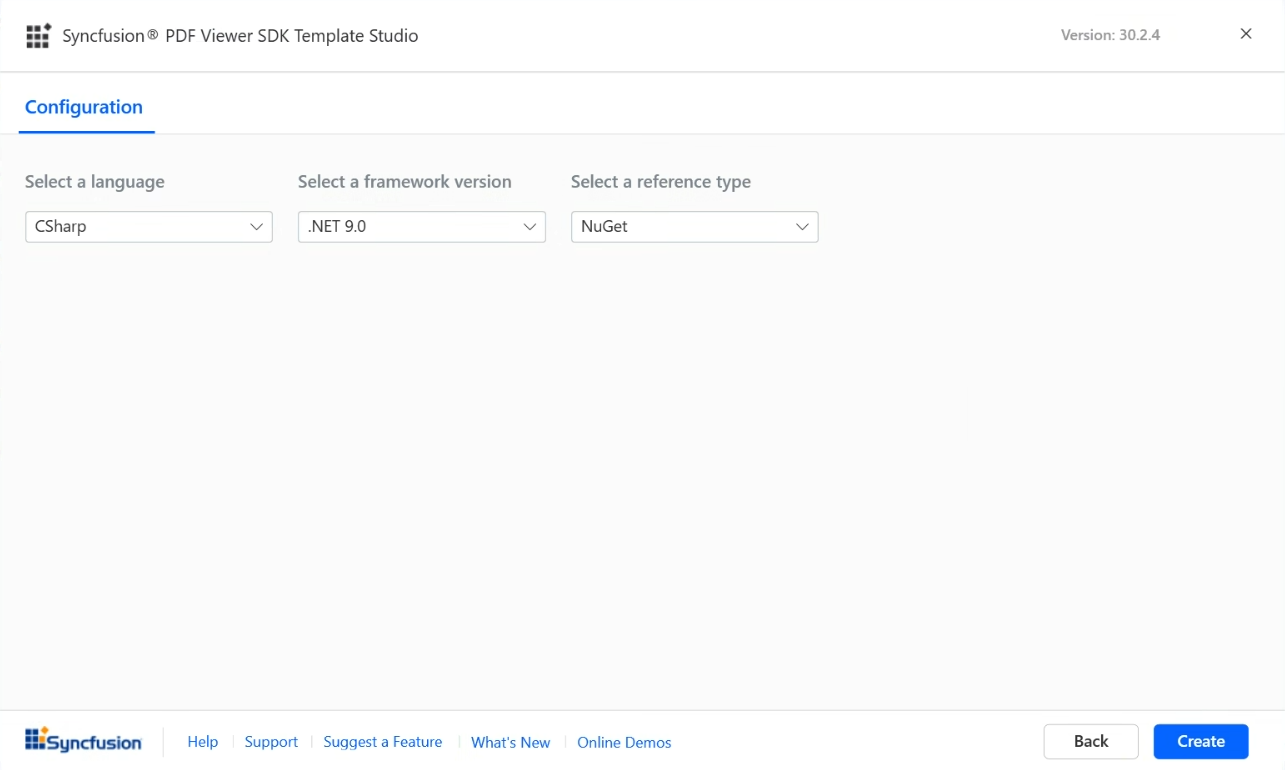 Syncfusion® PDF Viewer SDK Template Studio
Version: 30.2.4
Configuration
Select a language
Select a framework version
Select a reference type
CSharp
.NET 9.0
NuGet
Syncfusion
Help
Support
Suggest a Feature
What's New
Online Demos
Back
Create